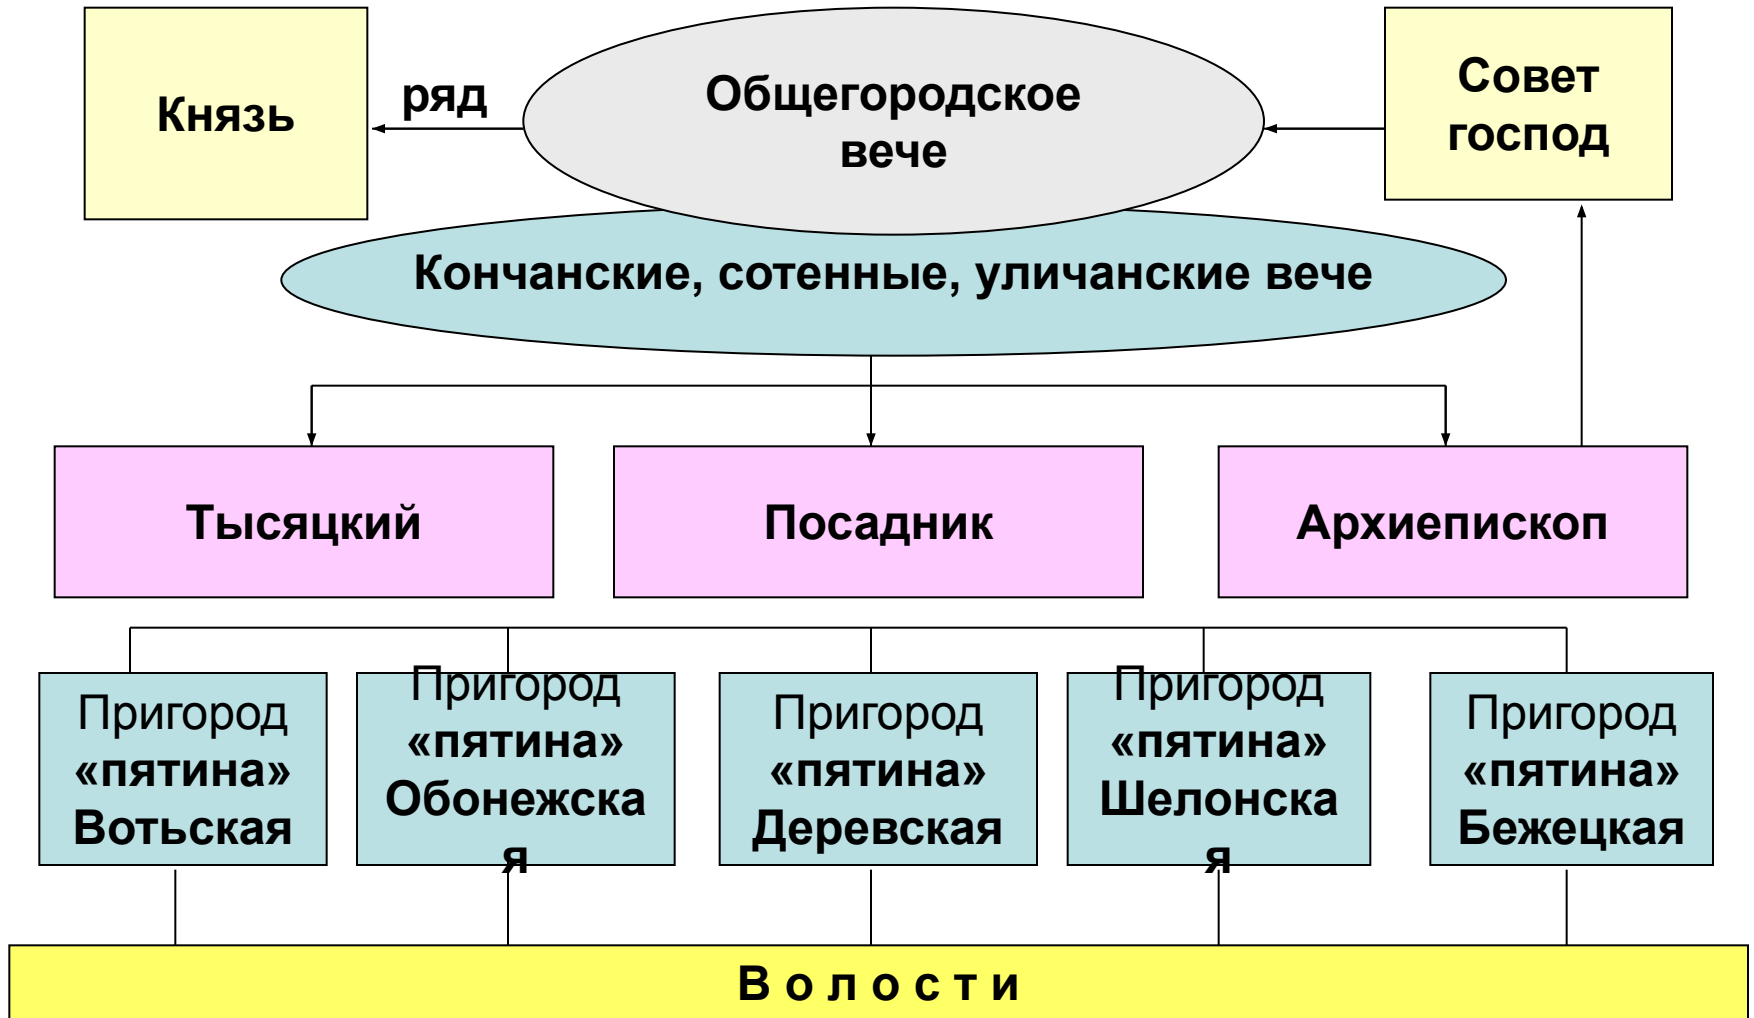 Князь
ряд
Общегородское
вече
Совет
господ
Кончанские, сотенные, уличанские вече
Тысяцкий
Посадник
Архиепископ
Пригород
«пятина»
Вотьская
Пригород
«пятина»
Обонежска
я
Пригород
«пятина»
Деревская
Пригород
«пятина»
Шелонска
я
Пригород
«пятина»
Бежецкая
В о л о с т и